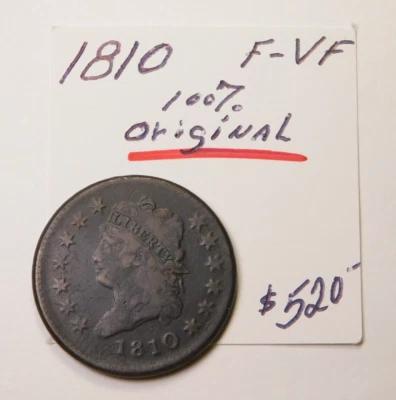 1810 F-VF
100%
Original
LIBERTY
1810
$520-